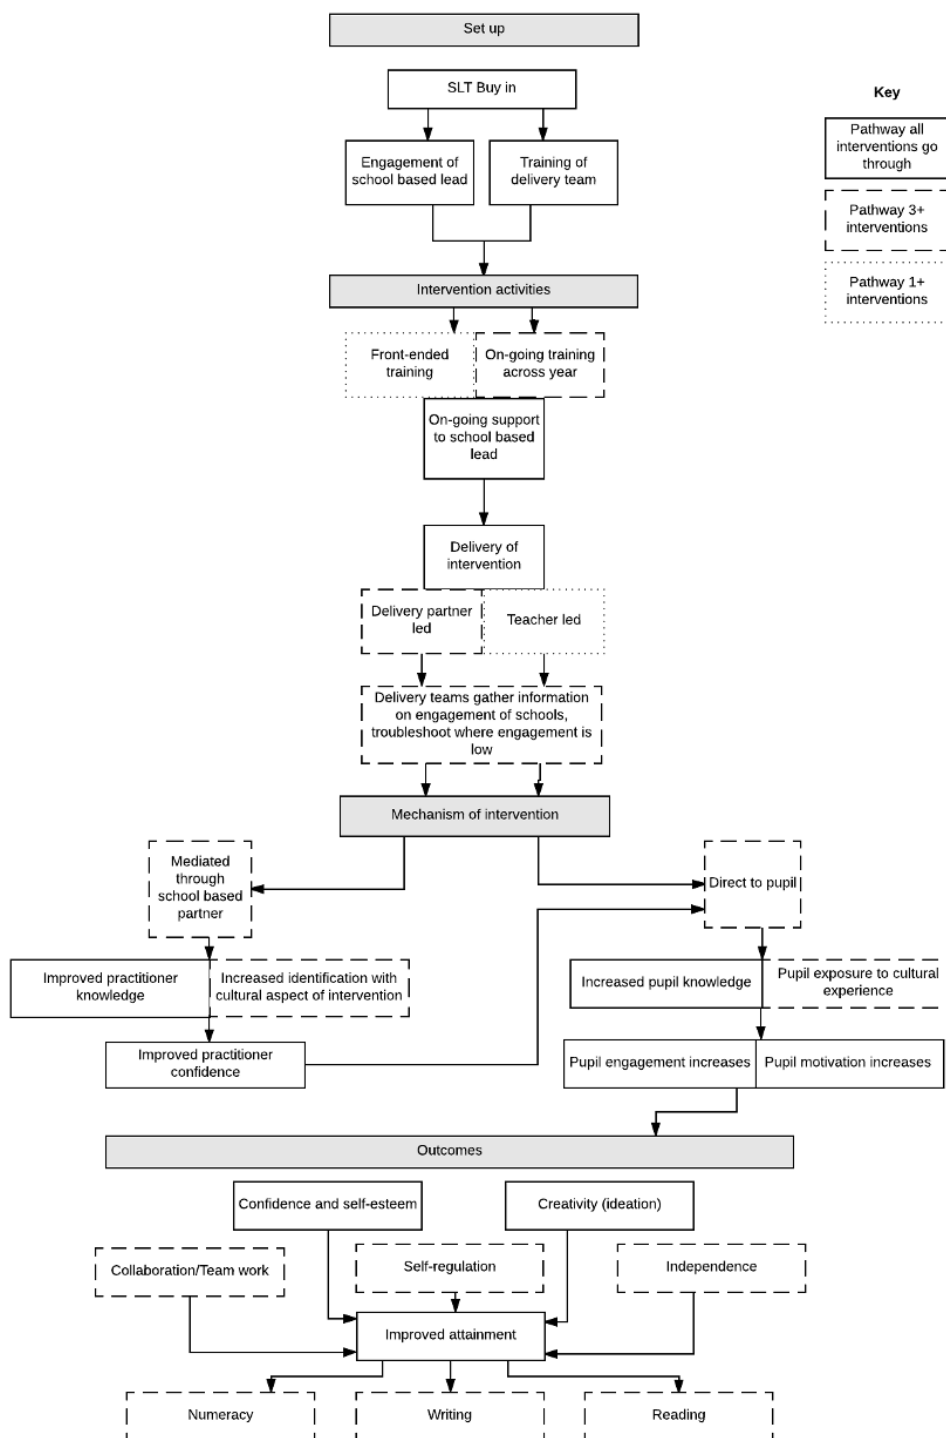 Set up
SLT Buy in
Key
Pathway all
interventions go
through
Engagement of
school based lead
Training of
delivery team
Pathway 3+
interventions
Pathway 1+
interventions
Intervention activities
Front-ended
training
On-going training
across year
On-going support
to school based
lead
Delivery of
intervention
Delivery partner
led
Teacher led
Delivery teams gather information
on engagement of schools,
troubleshoot where engagement is
low
Mechanism of intervention
Mediated
through
school based
partner
Direct to pupil
Improved practitioner
knowledge
Increased identification with
cultural aspect of intervention
Increased pupil knowledge
Pupil exposure to cultural
experience
Improved practitioner
confidence
Pupil engagement increases
Pupil motivation increases
Outcomes
Confidence and self-esteem
Creativity (ideation)
Collaboration/Team work
Self-regulation
Independence
Improved attainment
Numeracy
Writing
Reading